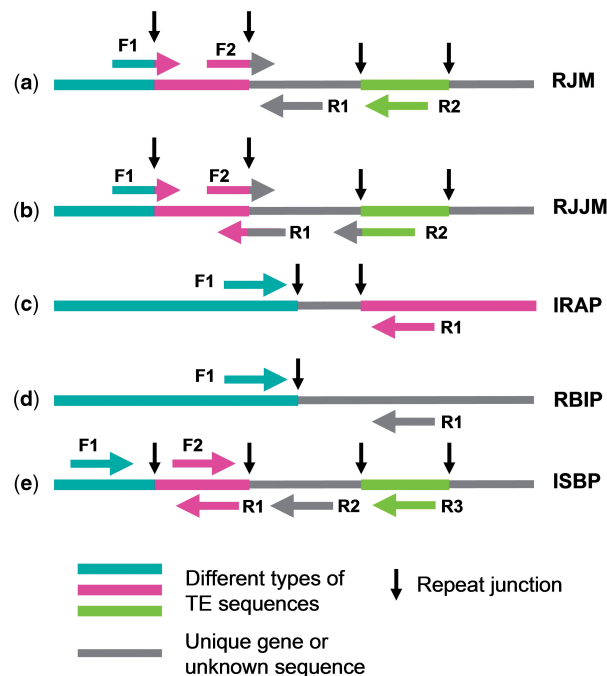 F1 F2
(a) RJM
R1 R2
F1 F2
(b) RJJM
R1 R2
F1
(c) IRAP
R1
F1
(d) RBIP
R1
F1 F2
(e) ISBP
R1 R2 R3
Different types of
TE sequences
Repeat junction
Unique gene or
unknown sequence